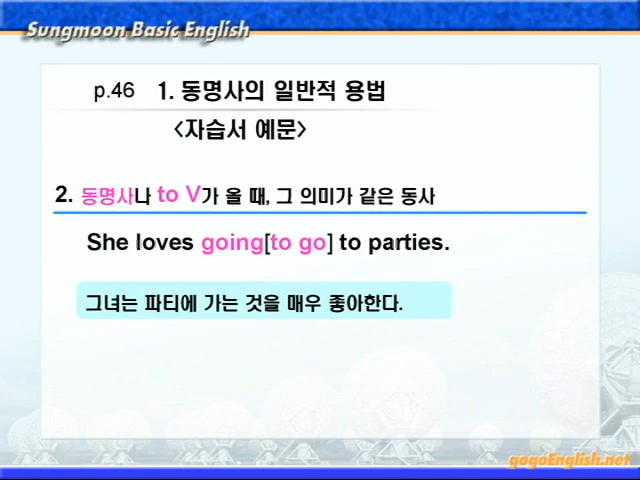 Sungmoon Basic English
p.46 1. 동명사의 일반적 용법
<자습서 예문>
2. 동명사나 to V가 올 때, 그 의미가 같은 동사
She loves going[to go] to parties.
그녀는 파티에 가는 것을 매우 좋아한다.
gogoEnglish.net